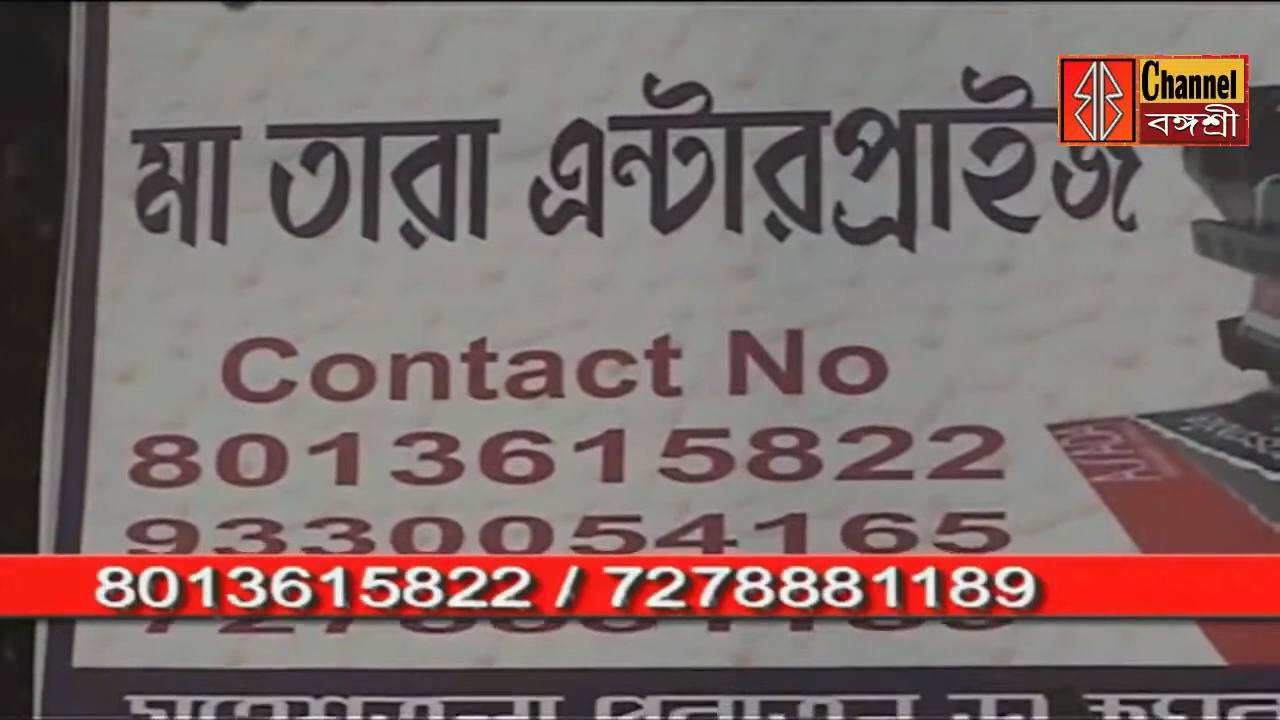 Channel
বঙ্গশ্রী
মা তারা এন্টারপ্রাইজ
Contact No
8013615822
9330054165
8013615822 / 7278881189